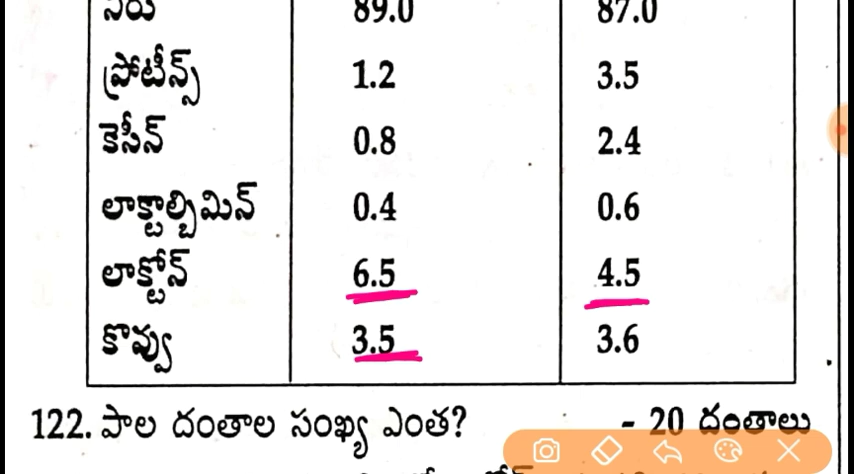 నీరు 89.0 87.0
ప్రోటీన్స్ 1.2 3.5
కెసీన్ 0.8 2.4
లాక్టాల్బిమిన్ 0.4 0.6
లాక్టోన్ 6.5 4.5
కొవ్వు 3.5 3.6
122. పాల దంతాల సంఖ్య ఎంత? - 20 దంతాలు